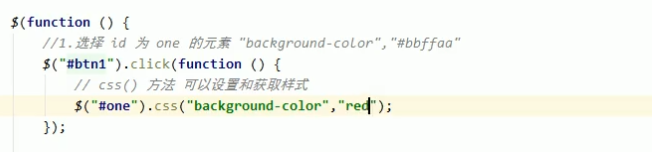 $(function () {
//1.选择 id 为 one 的元素 "background-color","#bbffaa"
$("#btn1").click(function () {
// css() 方法 可以设置和获取样式
$("#one").css("background-color","red");
});